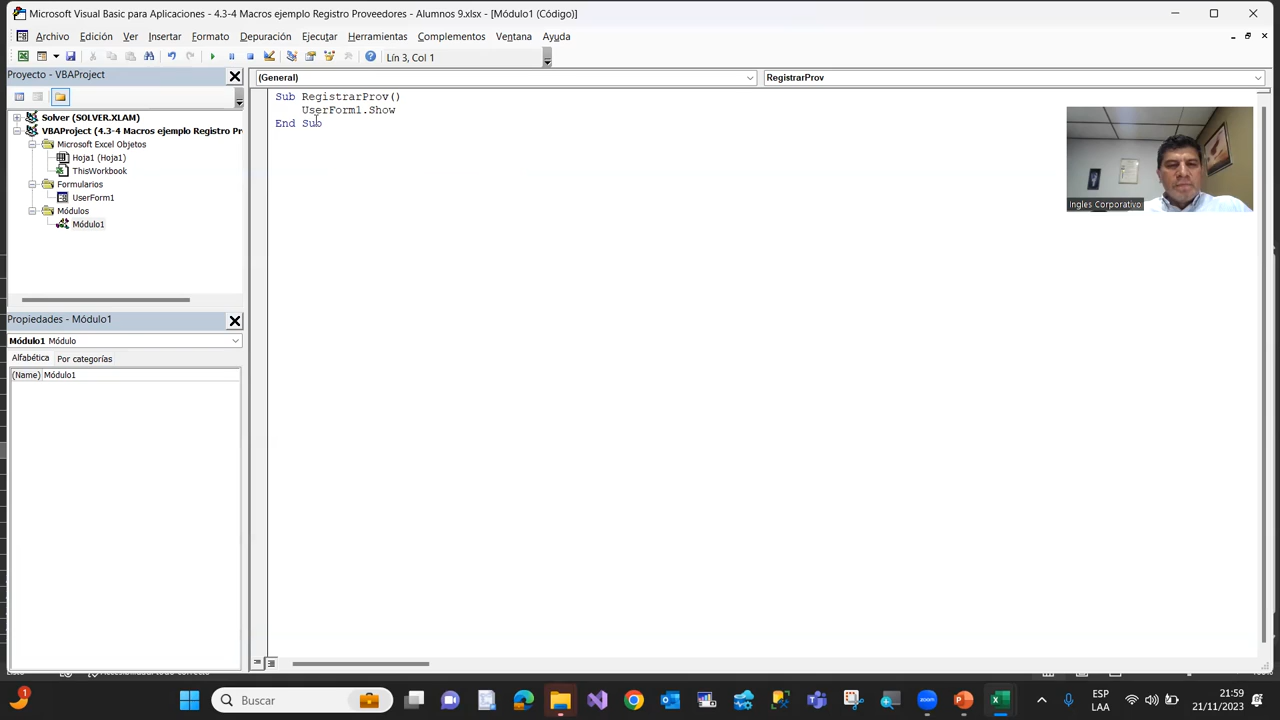 Microsoft Visual Basic para Aplicaciones - 4.3-4 Macros ejemplo Registro Proveedores - Alumnos 9.xlsx - [Módulo1 (Código)]
Archivo Edición Ver Insertar Formato Depuración Ejecutar Herramientas Complementos Ventana Ayuda
Lín 3, Col 1
Proyecto - VBAProject
(General)
RegistrarProv
Solver (SOLVER.XLAM)
VBAProject (4.3-4 Macros ejemplo Registro Pr
Microsoft Excel Objetos
Hoja1 (Hoja1)
ThisWorkbook
Formularios
UserForm1
Módulos
Módulo1
Sub RegistrarProv()
UserForm1.Show
End Sub
Ingles Corporativo
Propiedades - Módulo1
Módulo1 Módulo
Alfabética Por categorías
(Name) Módulo1
1
Buscar
zoom
ESP
LAA
21:59
21/11/2023